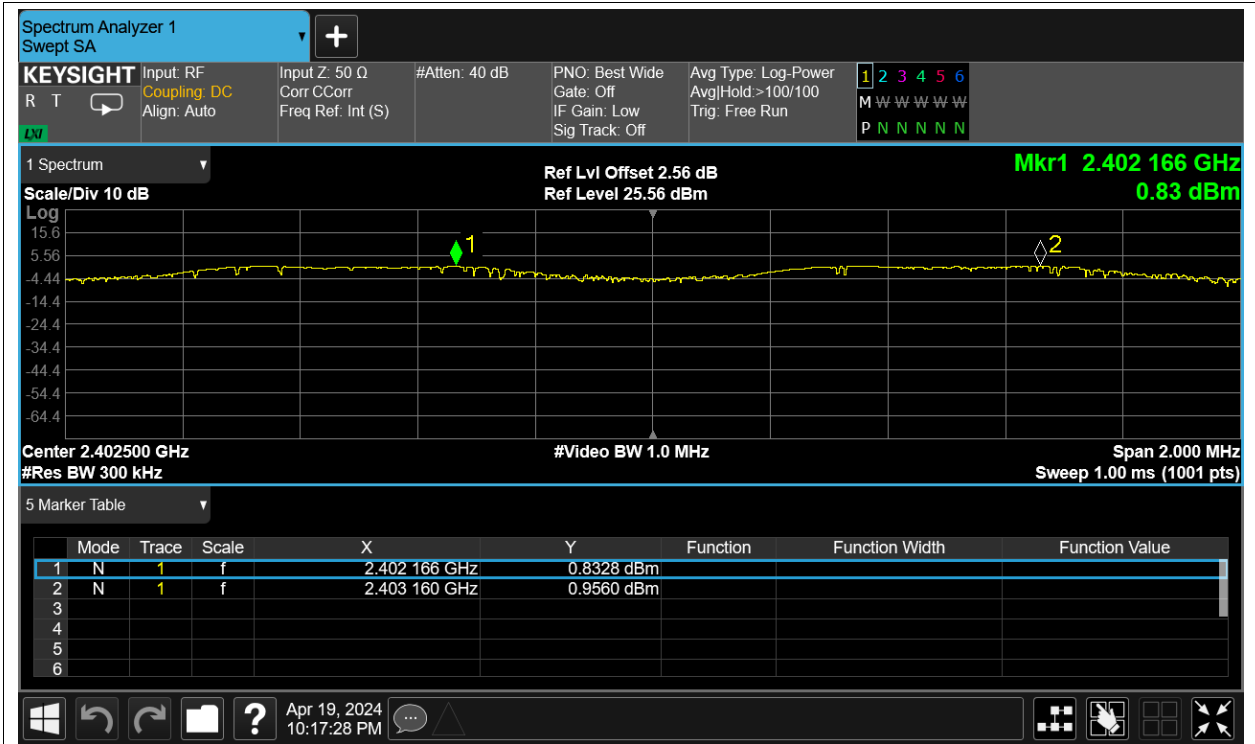 Spectrum Analyzer 1
Swept SA
+
KEYSIGHT Input: RF Input Z: 50 Ω #Atten: 40 dB PNO: Best Wide Avg Type: Log-Power 1 2 3 4 5 6
R T Coupling: DC Corr CCorr Gate: Off Avg|Hold:>100/100 M W W W W W
Align: Auto Freq Ref: Int (S) IF Gain: Low Trig: Free Run
LXI Sig Track: Off P N N N N N
1 Spectrum Ref Lvl Offset 2.56 dB Mkr1 2.402 166 GHz
Scale/Div 10 dB Ref Level 25.56 dBm 0.83 dBm
Log
15.6
5.56
-4.44
-14.4
-24.4
-34.4
-44.4
-54.4
-64.4
1
2
Center 2.402500 GHz #Video BW 1.0 MHz Span 2.000 MHz
#Res BW 300 kHz Sweep 1.00 ms (1001 pts)
5 Marker Table
Mode Trace Scale X Y Function Function Width Function Value
1 N 1 f 2.402 166 GHz 0.8328 dBm
2 N 1 f 2.403 160 GHz 0.9560 dBm
3
4
5
6
? Apr 19, 2024
10:17:28 PM